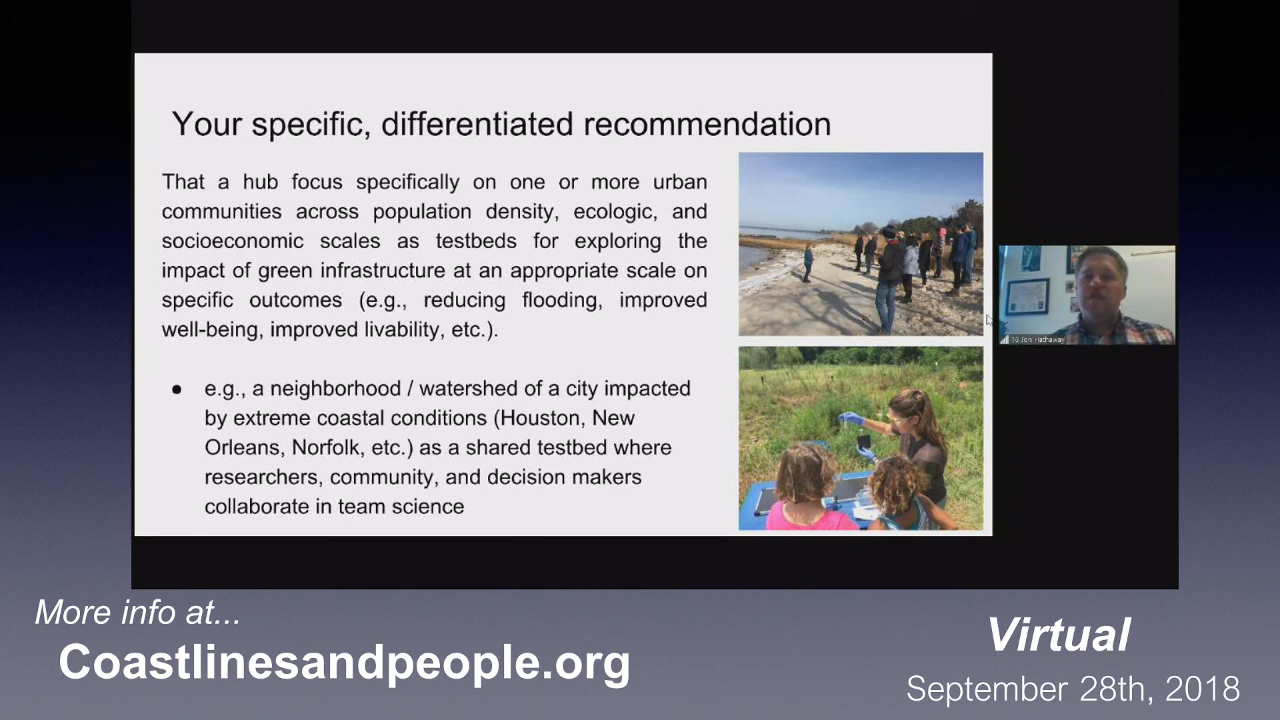 Your specific, differentiated recommendation
That a hub focus specifically on one or more urban
communities across population density, ecologic, and
socioeconomic scales as testbeds for exploring the
impact of green infrastructure at an appropriate scale on
specific outcomes (e.g., reducing flooding, improved
well-being, improved livability, etc.).
● e.g., a neighborhood / watershed of a city impacted
by extreme coastal conditions (Houston, New
Orleans, Norfolk, etc.) as a shared testbed where
researchers, community, and decision makers
collaborate in team science
TG Jon Hathaway
More info at...
Coastlinesandpeople.org
Virtual
September 28th, 2018